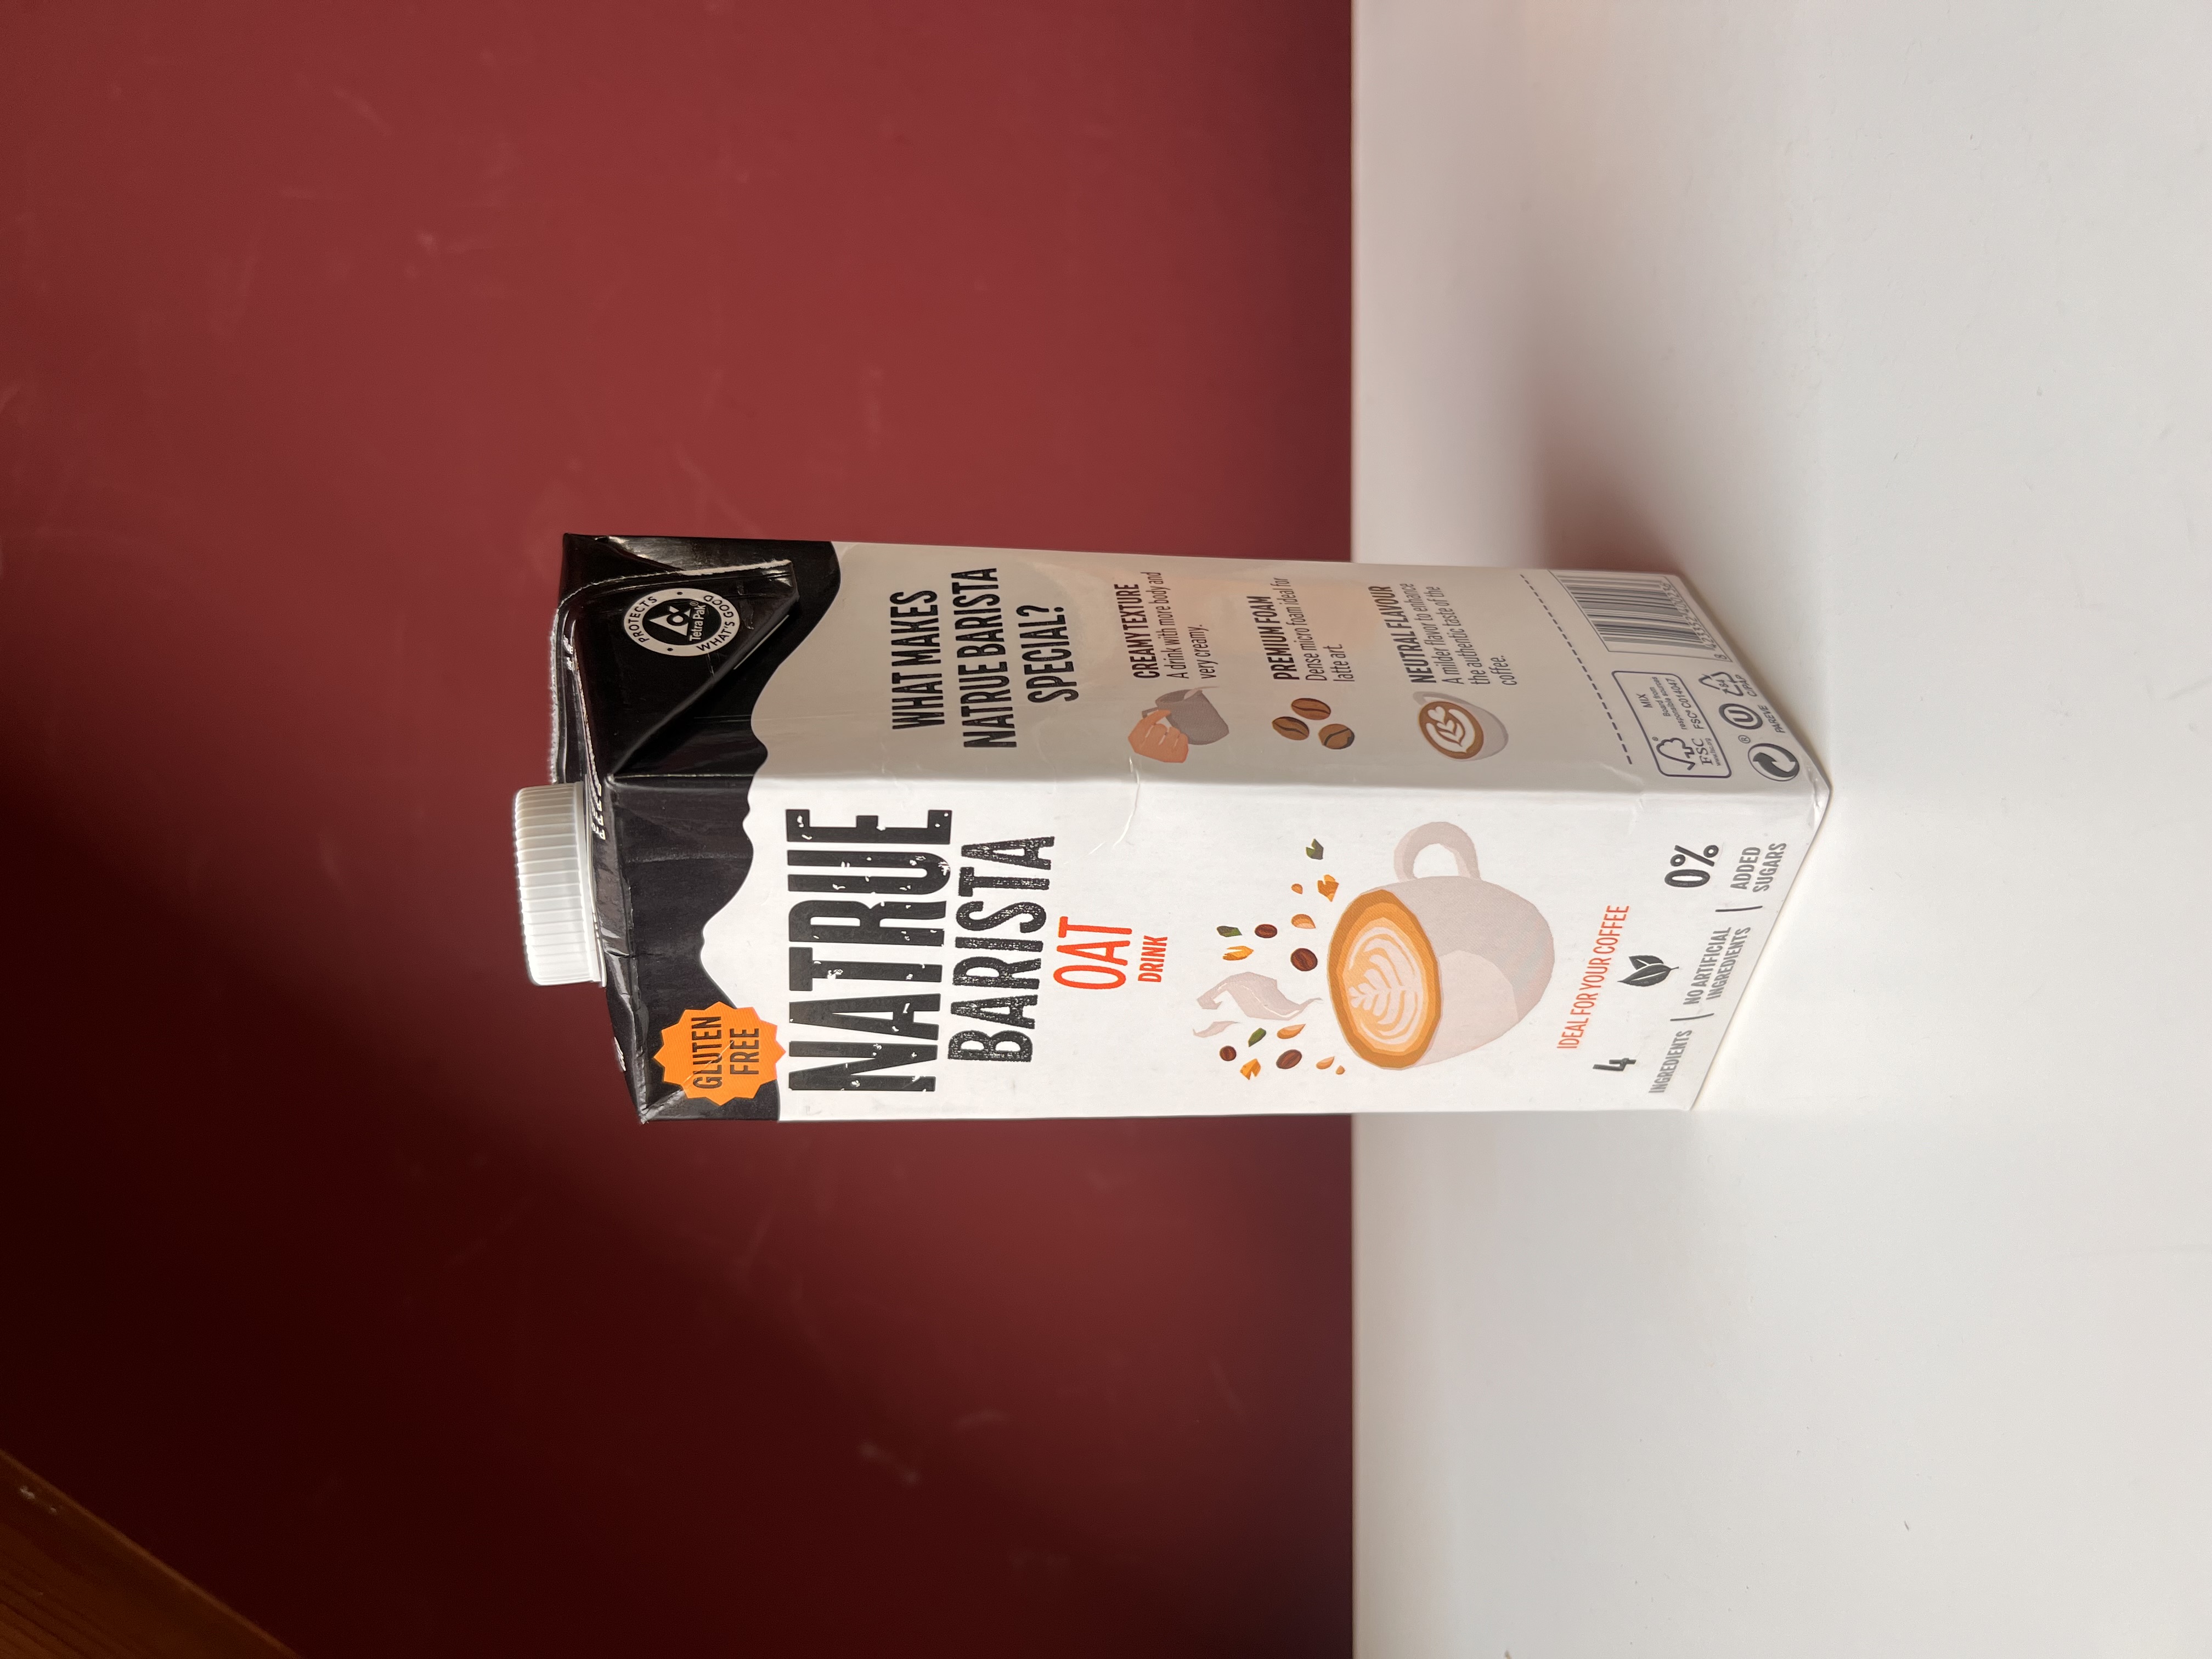 GLUTEN
FREE
NATRUE
BARISTA
OAT
DRINK
IDEAL FOR YOUR COFFEE
4
INGREDIENTS
NO ARTIFICIAL
INGREDIENTS
0%
ADDED
SUGARS
PROTECTS
Tetra Pak®
WHAT'S GOOD
WHAT MAKES
NATRUE BARISTA
SPECIAL?
CREAMY TEXTURE
A drink with more body and
very creamy.
PREMIUM FOAM
Dense micro foam ideal for
latte art.
NEUTRAL FLAVOUR
A milder flavor to enhance
the authentic taste of the
coffee.
FSC
www.fsc.org
MIX
Board from
responsible sources
FSC® C014047
®
U
PAREVE
84
C/PAP